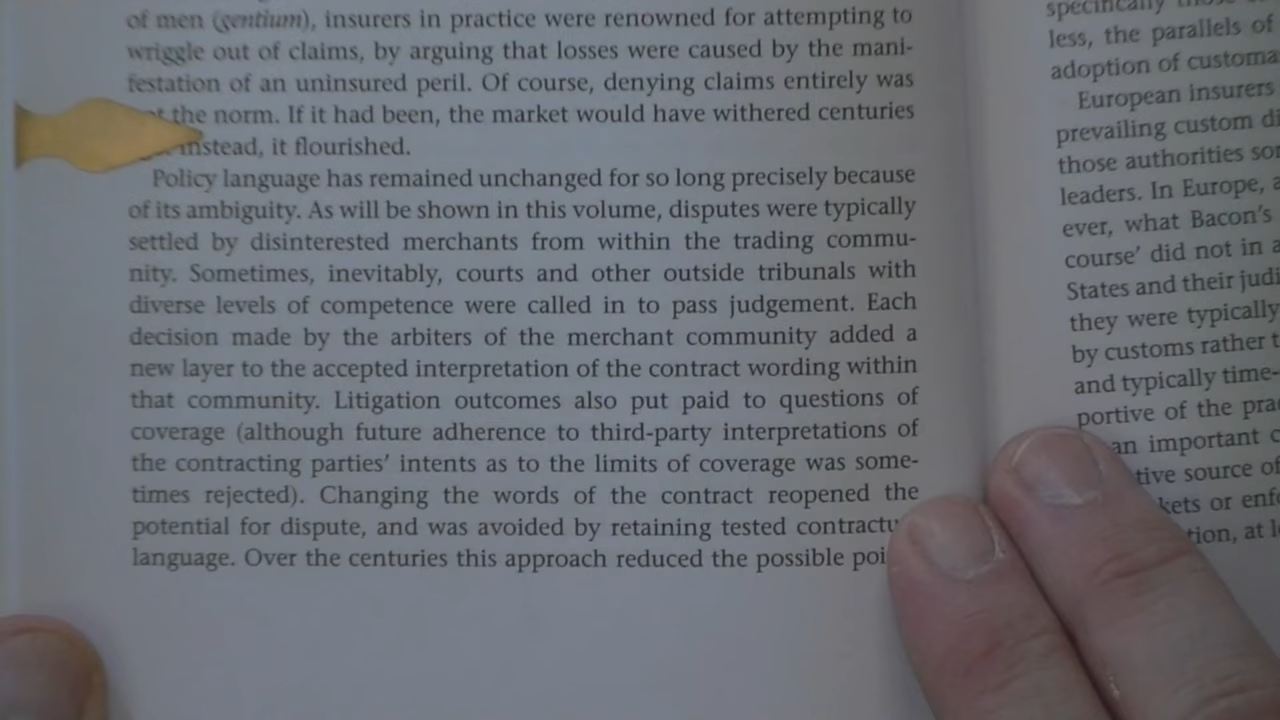 of men (gentium), insurers in practice were renowned for attempting to
wriggle out of claims, by arguing that losses were caused by the mani-
festation of an uninsured peril. Of course, denying claims entirely was
the norm. If it had been, the market would have withered centuries
instead, it flourished.
Policy language has remained unchanged for so long precisely because
of its ambiguity. As will be shown in this volume, disputes were typically
settled by disinterested merchants from within the trading commu-
nity. Sometimes, inevitably, courts and other outside tribunals with
diverse levels of competence were called in to pass judgement. Each
decision made by the arbiters of the merchant community added a
new layer to the accepted interpretation of the contract wording within
that community. Litigation outcomes also put paid to questions of
coverage (although future adherence to third-party interpretations of
the contracting parties' intents as to the limits of coverage was some-
times rejected). Changing the words of the contract reopened the
potential for dispute, and was avoided by retaining tested contractu
language. Over the centuries this approach reduced the possible poi
specifically those
less, the parallels of
adoption of customa
European insurers
prevailing custom di
those authorities so
leaders. In Europe, a
ever, what Bacon's
course' did not in a
States and their judi
they were typically
by customs rather t
and typically time-
portive of the pra
an important c
tive source of
kets or enf
tion, at l